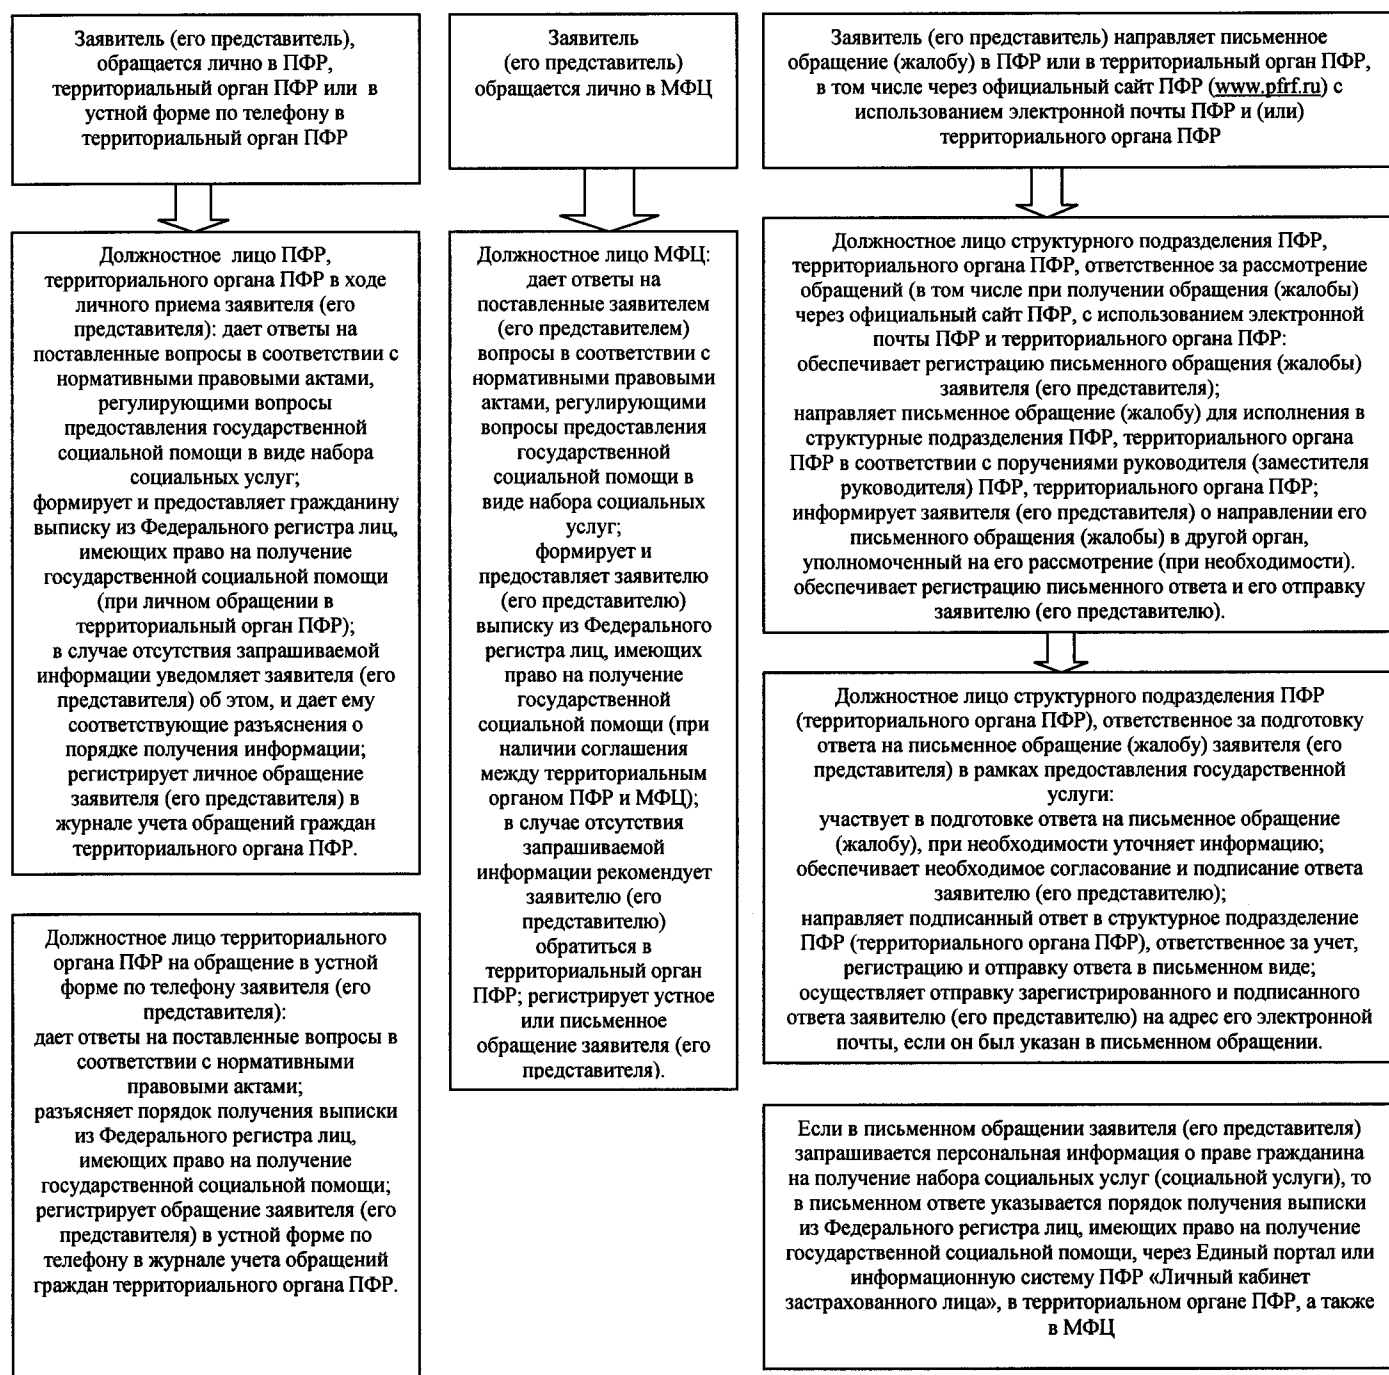 Заявитель (его представитель),
обращается лично в ПФР,
территориальный орган ПФР или в
устной форме по телефону в
территориальный орган ПФР
Заявитель
(его представитель)
обращается лично в МФЦ
Заявитель (его представитель) направляет письменное
обращение (жалобу) в ПФР или в территориальный орган ПФР,
в том числе через официальный сайт ПФР (www.pfrf.ru) с
использованием электронной почты ПФР и (или)
территориального органа ПФР
Должностное лицо ПФР,
территориального органа ПФР в ходе
личного приема заявителя (его
представителя): дает ответы на
поставленные вопросы в соответствии с
нормативными правовыми актами,
регулирующими вопросы
предоставления государственной
социальной помощи в виде набора
социальных услуг;
формирует и предоставляет гражданину
выписку из Федерального регистра лиц,
имеющих право на получение
государственной социальной помощи
(при личном обращении в
территориальный орган ПФР);
в случае отсутствия запрашиваемой
информации уведомляет заявителя (его
представителя) об этом, и дает ему
соответствующие разъяснения о
порядке получения информации;
регистрирует личное обращение
заявителя (его представителя) в
журнале учета обращений граждан
территориального органа ПФР.
Должностное лицо территориального
органа ПФР на обращение в устной
форме по телефону заявителя (его
представителя):
дает ответы на поставленные вопросы в
соответствии с нормативными
правовыми актами;
разъясняет порядок получения выписки
из Федерального регистра лиц,
имеющих право на получение
государственной социальной помощи;
регистрирует обращение заявителя (его
представителя) в устной форме по
телефону в журнале учета обращений
граждан территориального органа ПФР.
Должностное лицо МФЦ:
дает ответы на
поставленные заявителем
(его представителем)
вопросы в соответствии с
нормативными правовыми
актами, регулирующими
вопросы предоставления
государственной
социальной помощи в
виде набора социальных
услуг;
формирует и
предоставляет заявителю
(его представителю)
выписку из Федерального
регистра лиц, имеющих
право на получение
государственной
социальной помощи (при
наличии соглашения
между территориальным
органом ПФР и МФЦ);
в случае отсутствия
запрашиваемой
информации рекомендует
заявителю (его
представителю)
обратиться в
территориальный орган
ПФР; регистрирует устное
или письменное
обращение заявителя (его
представителя).
Должностное лицо структурного подразделения ПФР,
территориального органа ПФР, ответственное за рассмотрение
обращений (в том числе при получении обращения (жалобы)
через официальный сайт ПФР, с использованием электронной
почты ПФР и территориального органа ПФР:
обеспечивает регистрацию письменного обращения (жалобы)
заявителя (его представителя);
направляет письменное обращение (жалобу) для исполнения в
структурные подразделения ПФР, территориального органа
ПФР в соответствии с поручениями руководителя (заместителя
руководителя) ПФР, территориального органа ПФР;
информирует заявителя (его представителя) о направлении его
письменного обращения (жалобы) в другой орган,
уполномоченный на его рассмотрение (при необходимости).
обеспечивает регистрацию письменного ответа и его отправку
заявителю (его представителю).
Должностное лицо структурного подразделения ПФР
(территориального органа ПФР), ответственное за подготовку
ответа на письменное обращение (жалобу) заявителя (его
представителя) в рамках предоставления государственной
услуги:
участвует в подготовке ответа на письменное обращение
(жалобу), при необходимости уточняет информацию;
обеспечивает необходимое согласование и подписание ответа
заявителю (его представителю);
направляет подписанный ответ в структурное подразделение
ПФР (территориального органа ПФР), ответственное за учет,
регистрацию и отправку ответа в письменном виде;
осуществляет отправку зарегистрированного и подписанного
ответа заявителю (его представителю) на адрес его электронной
почты, если он был указан в письменном обращении.
Если в письменном обращении заявителя (его представителя)
запрашивается персональная информация о праве гражданина
на получение набора социальных услуг (социальной услуги), то
в письменном ответе указывается порядок получения выписки
из Федерального регистра лиц, имеющих право на получение
государственной социальной помощи, через Единый портал или
информационную систему ПФР «Личный кабинет
застрахованного лица», в территориальном органе ПФР, а также
в МФЦ